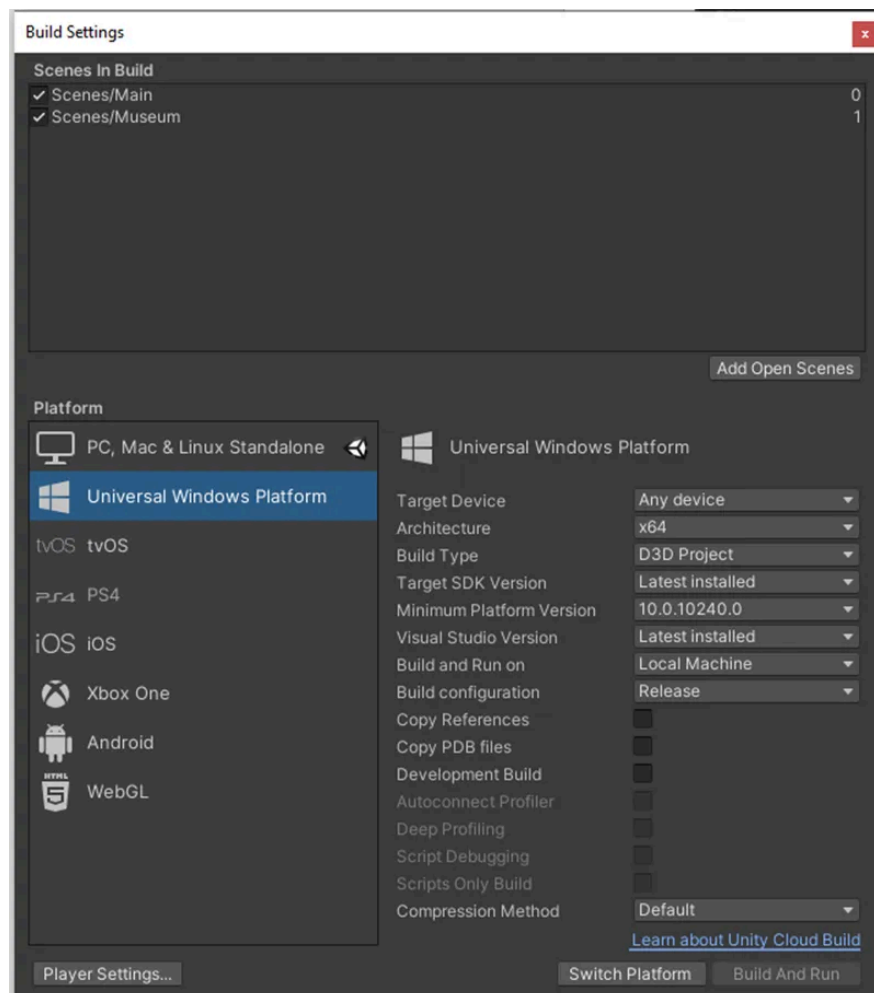 Build Settings
x
Scenes In Build
Scenes/Main 0
Scenes/Museum 1
Add Open Scenes
Platform
PC, Mac & Linux Standalone
Universal Windows Platform
tvOS tvOS
PS4 PS4
iOS iOS
Xbox One
Android
HTML
5 WebGL
Universal Windows Platform
Target Device Any device
Architecture x64
Build Type D3D Project
Target SDK Version Latest installed
Minimum Platform Version 10.0.10240.0
Visual Studio Version Latest installed
Build and Run on Local Machine
Build configuration Release
Copy References
Copy PDB files
Development Build
Autoconnect Profiler
Deep Profiling
Script Debugging
Scripts Only Build
Compression Method Default
Learn about Unity Cloud Build
Player Settings...
Switch Platform
Build And Run